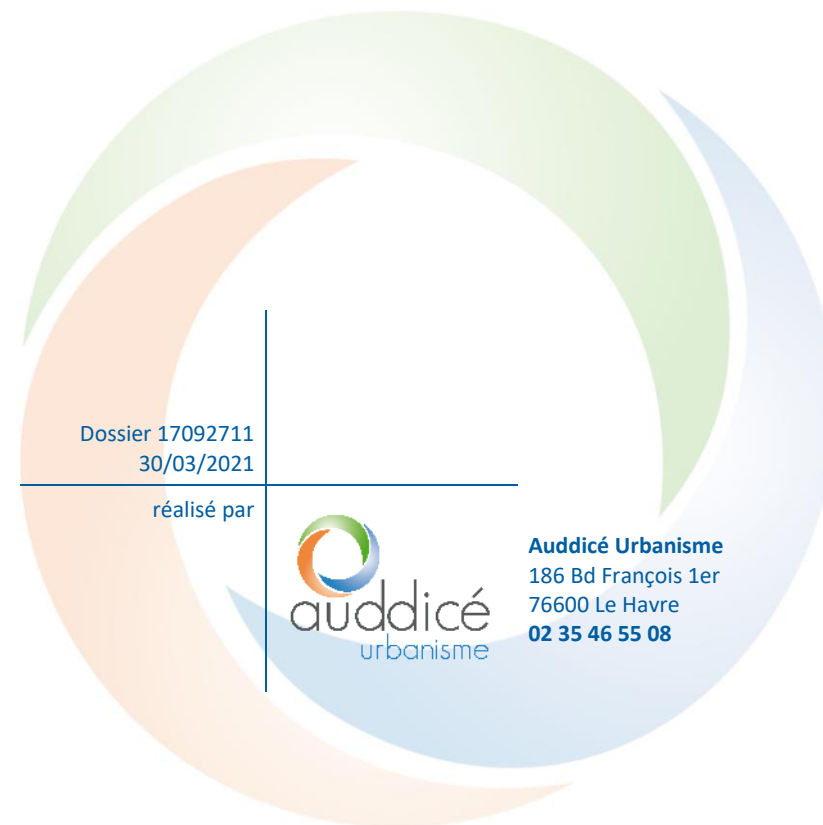 Dossier 17092711
30/03/2021
réalisé par
auddicé
urbanisme
Auddicé Urbanisme
186 Bd François 1er
76600 Le Havre
02 35 46 55 08